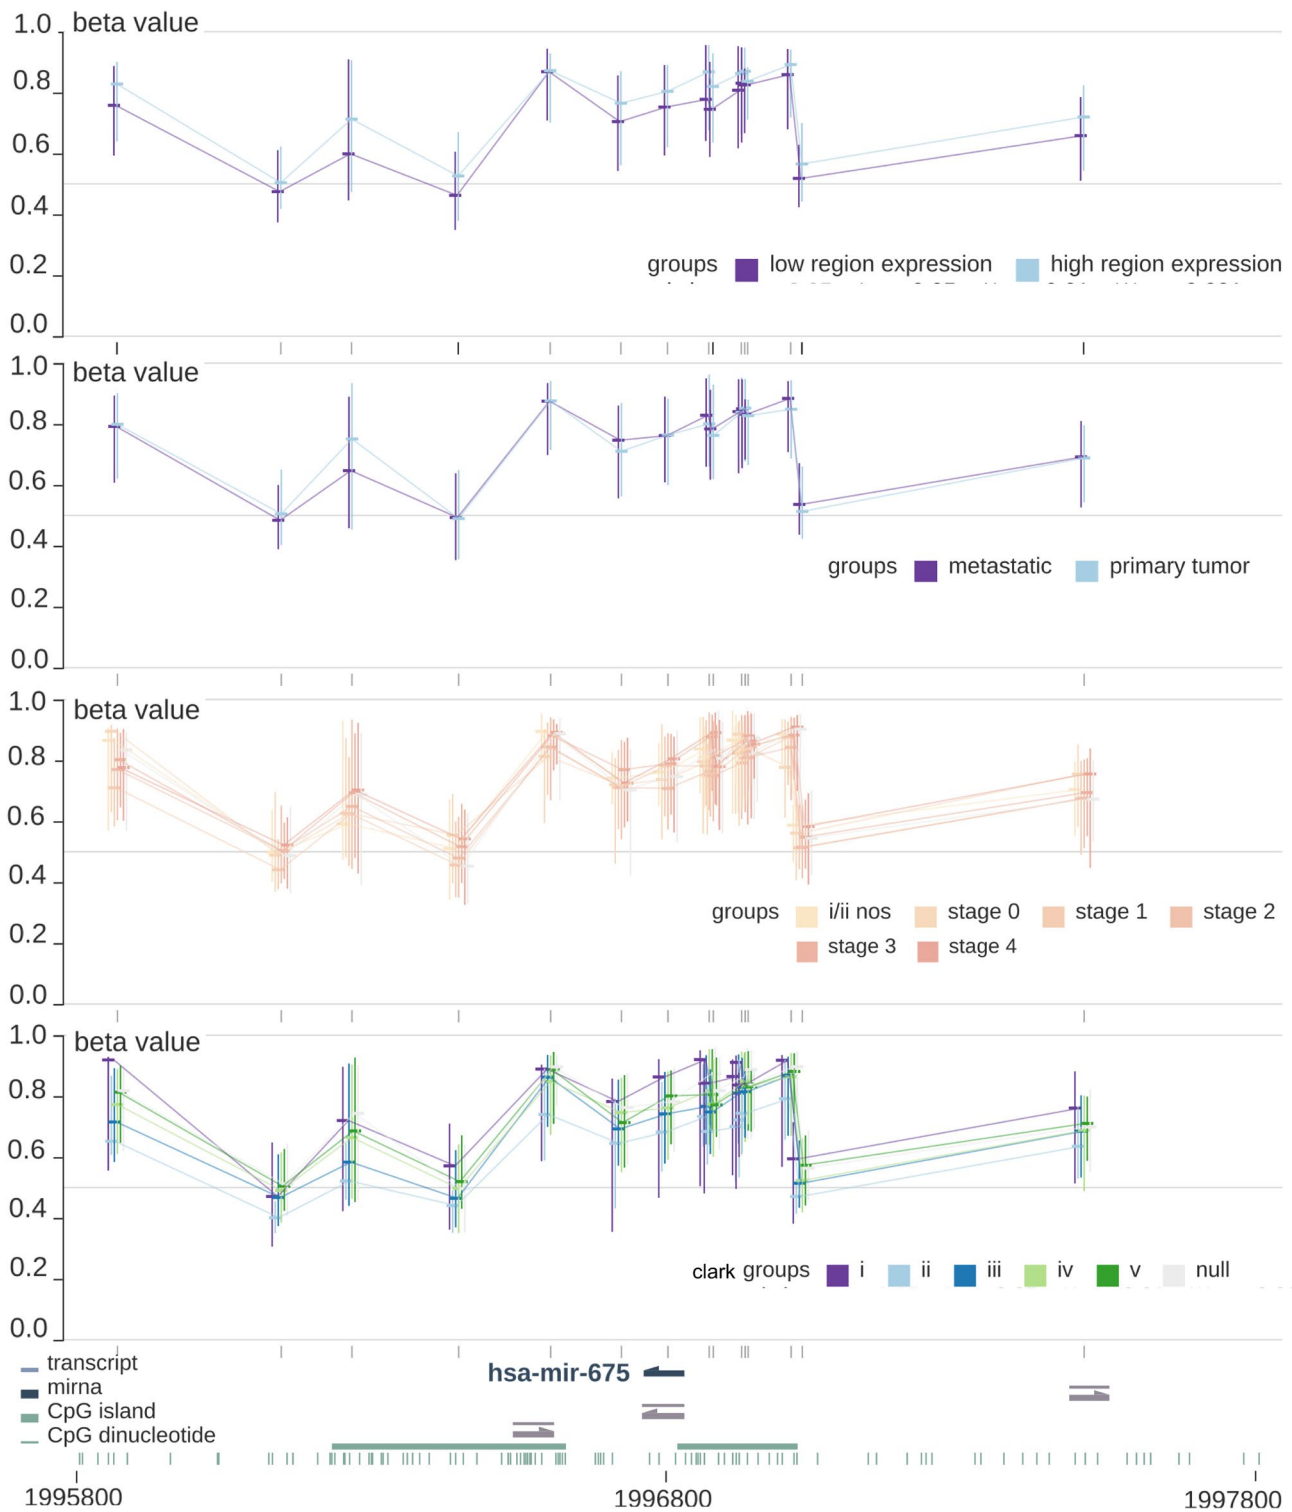 1.0 beta value
0.8
0.6
0.4
groups low region expression high region expression
0.2
0.0
1.0 beta value
0.8
0.6
0.4
groups metastatic primary tumor
0.2
0.0
1.0 beta value
0.8
0.6
0.4
groups i/ii nos stage 0 stage 1 stage 2
0.2 stage 3 stage 4
0.0
1.0 beta value
0.8
0.6
0.4
clark groups i ii iii iv v null
0.2
0.0
transcript
hsa-mir-675
mirna
CpG island
CpG dinucleotide
1995800 1996800 1997800